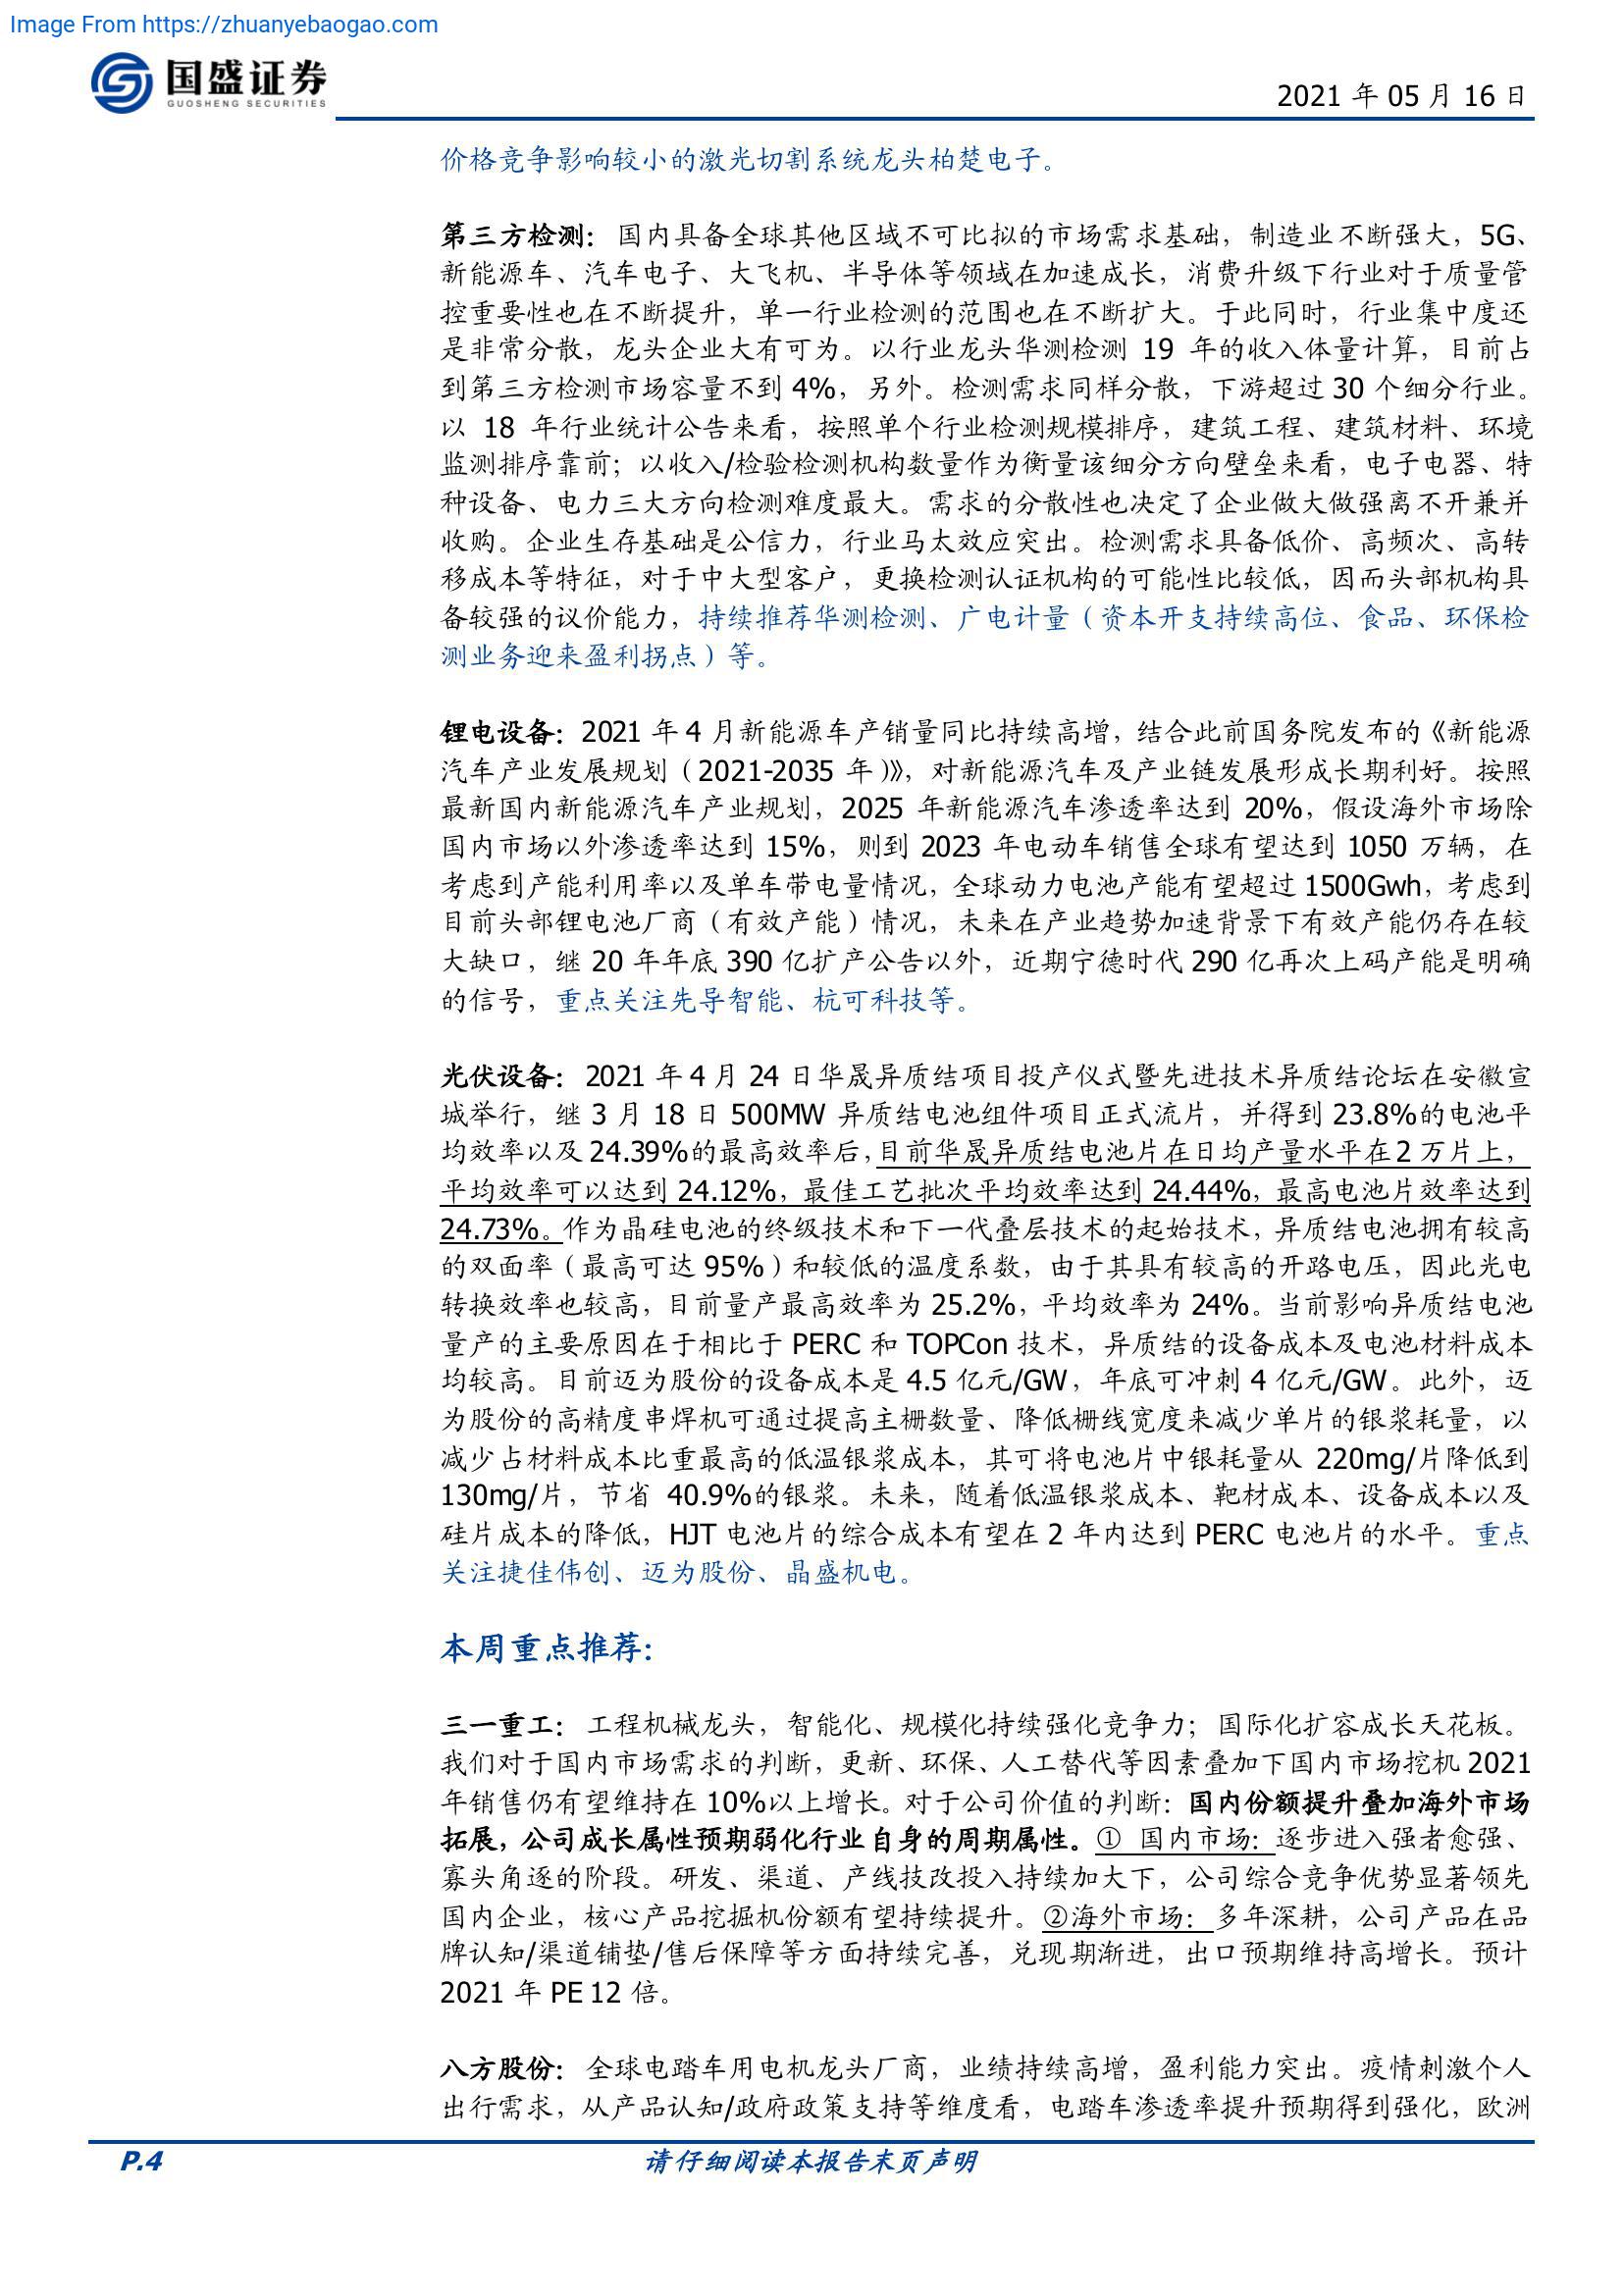 Image From https://zhuanyebaogao.com
国盛证券
GUOSHENG SECURITIES
2021 年 05 月 16 日
价格竞争影响较小的激光切割系统龙头柏楚电子。
第三方检测：国内具备全球其他区域不可比拟的市场需求基础，制造业不断强大，5G、
新能源车、汽车电子、大飞机、半导体等领域在加速成长，消费升级下行业对于质量管
控重要性也在不断提升，单一行业检测的范围也在不断扩大。于此同时，行业集中度还
是非常分散，龙头企业大有可为。以行业龙头华测检测 19 年的收入体量计算，目前占
到第三方检测市场容量不到 4%，另外。检测需求同样分散，下游超过 30 个细分行业。
以 18 年行业统计公告来看，按照单个行业检测规模排序，建筑工程、建筑材料、环境
监测排序靠前；以收入/检验检测机构数量作为衡量该细分方向壁垒来看，电子电器、特
种设备、电力三大方向检测难度最大。需求的分散性也决定了企业做大做强离不开兼并
收购。企业生存基础是公信力，行业马太效应突出。检测需求具备低价、高频次、高转
移成本等特征，对于中大型客户，更换检测认证机构的可能性比较低，因而头部机构具
备较强的议价能力，持续推荐华测检测、广电计量（资本开支持续高位、食品、环保检
测业务迎来盈利拐点）等。
锂电设备：2021 年 4 月新能源车产销量同比持续高增，结合此前国务院发布的《新能源
汽车产业发展规划（2021-2035 年）》，对新能源汽车及产业链发展形成长期利好。按照
最新国内新能源汽车产业规划，2025 年新能源汽车渗透率达到 20%，假设海外市场除
国内市场以外渗透率达到 15%，则到 2023 年电动车销售全球有望达到 1050 万辆，在
考虑到产能利用率以及单车带电量情况，全球动力电池产能有望超过 1500Gwh，考虑到
目前头部锂电池厂商（有效产能）情况，未来在产业趋势加速背景下有效产能仍存在较
大缺口，继 20 年年底 390 亿扩产公告以外，近期宁德时代 290 亿再次上码产能是明确
的信号，重点关注先导智能、杭可科技等。
光伏设备：2021 年 4 月 24 日华晟异质结项目投产仪式暨先进技术异质结论坛在安徽宣
城举行，继 3 月 18 日 500MW 异质结电池组件项目正式流片，并得到 23.8%的电池平
均效率以及 24.39%的最高效率后，目前华晟异质结电池片在日均产量水平在 2 万片上，
平均效率可以达到 24.12%，最佳工艺批次平均效率达到 24.44%，最高电池片效率达到
24.73%。作为晶硅电池的终级技术和下一代叠层技术的起始技术，异质结电池拥有较高
的双面率（最高可达 95%）和较低的温度系数，由于其具有较高的开路电压，因此光电
转换效率也较高，目前量产最高效率为 25.2%，平均效率为 24%。当前影响异质结电池
量产的主要原因在于相比于 PERC 和 TOPCon 技术，异质结的设备成本及电池材料成本
均较高。目前迈为股份的设备成本是 4.5 亿元/GW，年底可冲刺 4 亿元/GW。此外，迈
为股份的高精度串焊机可通过提高主栅数量、降低栅线宽度来减少单片的银浆耗量，以
减少占材料成本比重最高的低温银浆成本，其可将电池片中银耗量从 220mg/片降低到
130mg/片，节省 40.9%的银浆。未来，随着低温银浆成本、靶材成本、设备成本以及
硅片成本的降低，HJT 电池片的综合成本有望在 2 年内达到 PERC 电池片的水平。重点
关注捷佳伟创、迈为股份、晶盛机电。
本周重点推荐：
三一重工：工程机械龙头，智能化、规模化持续强化竞争力；国际化扩容成长天花板。
我们对于国内市场需求的判断，更新、环保、人工替代等因素叠加下国内市场挖机 2021
年销售仍有望维持在 10%以上增长。对于公司价值的判断：国内份额提升叠加海外市场
拓展，公司成长属性预期弱化行业自身的周期属性。① 国内市场：逐步进入强者愈强、
寡头角逐的阶段。研发、渠道、产线技改投入持续加大下，公司综合竞争优势显著领先
国内企业，核心产品挖掘机份额有望持续提升。②海外市场：多年深耕，公司产品在品
牌认知/渠道铺垫/售后保障等方面持续完善，兑现期渐进，出口预期维持高增长。预计
2021 年 PE 12 倍。
八方股份：全球电踏车用电机龙头厂商，业绩持续高增，盈利能力突出。疫情刺激个人
出行需求，从产品认知/政府政策支持等维度看，电踏车渗透率提升预期得到强化，欧洲
P.4
请仔细阅读本报告末页声明